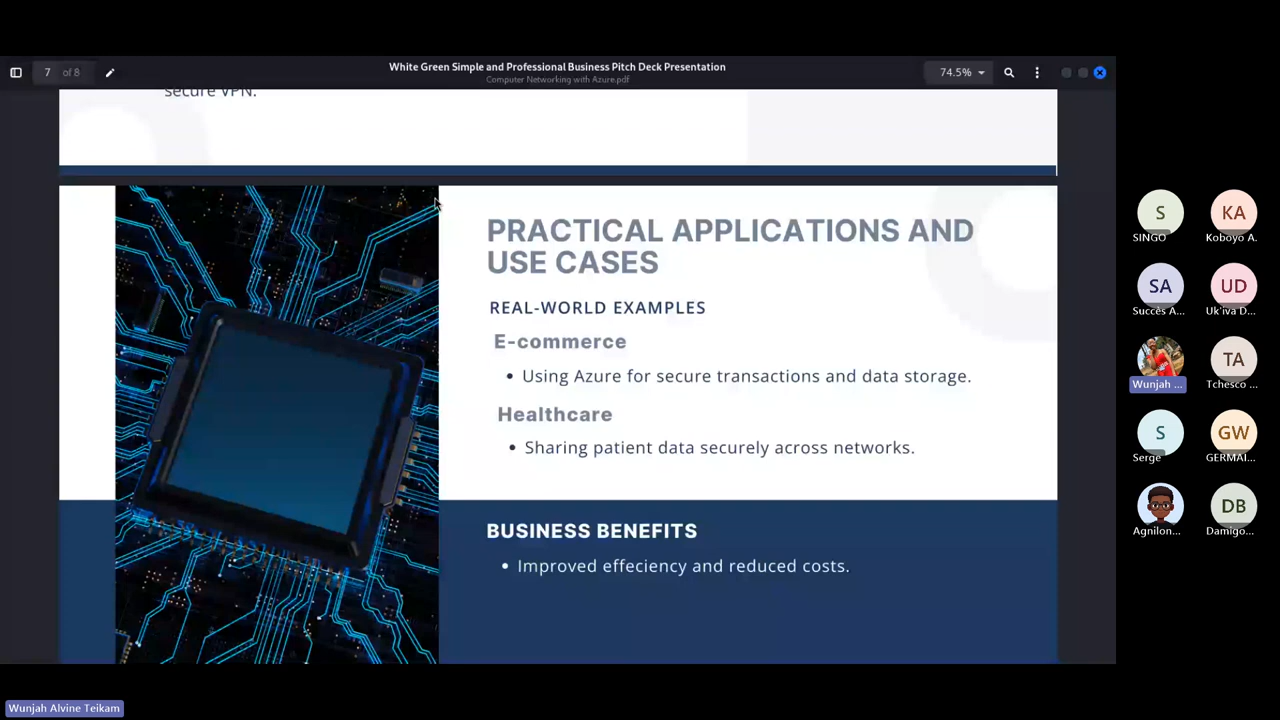 7 of 8
White Green Simple and Professional Business Pitch Deck Presentation
Computer Networking with Azure.pdf
74.5%
secure VPN.
PRACTICAL APPLICATIONS AND
USE CASES
REAL-WORLD EXAMPLES
E-commerce
• Using Azure for secure transactions and data storage.
Healthcare
• Sharing patient data securely across networks.
BUSINESS BENEFITS
• Improved effeciency and reduced costs.
S
SINGO
KA
Koboyo A.
SA
Succès A...
UD
Uk'iva D...
Wunjah ...
TA
Tchesco ...
S
Serge
GW
GERMAI...
Agnilon...
DB
Damigo...
Wunjah Alvine Teikam